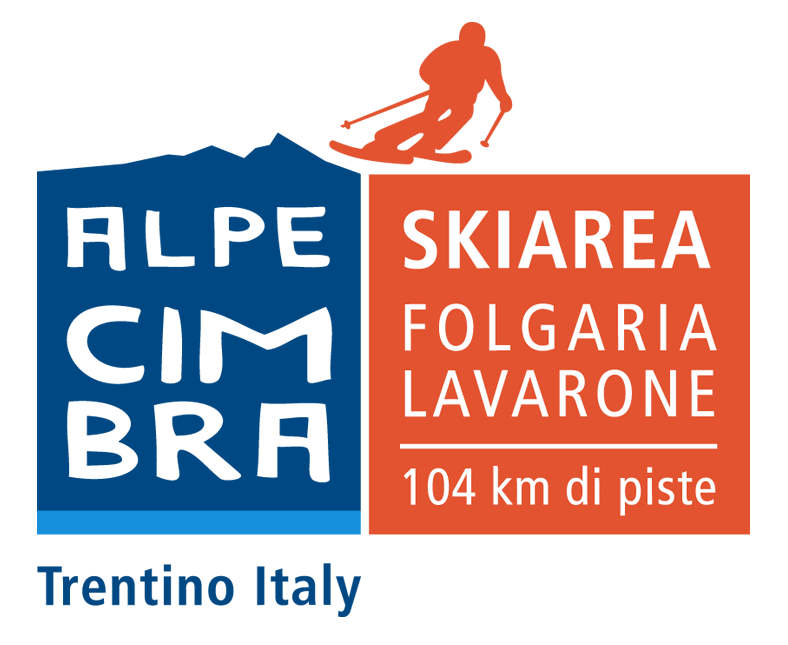 ALPE
CIM
BRA
SKIAREA
FOLGARIA
LAVARONE
104 km di piste
Trentino Italy